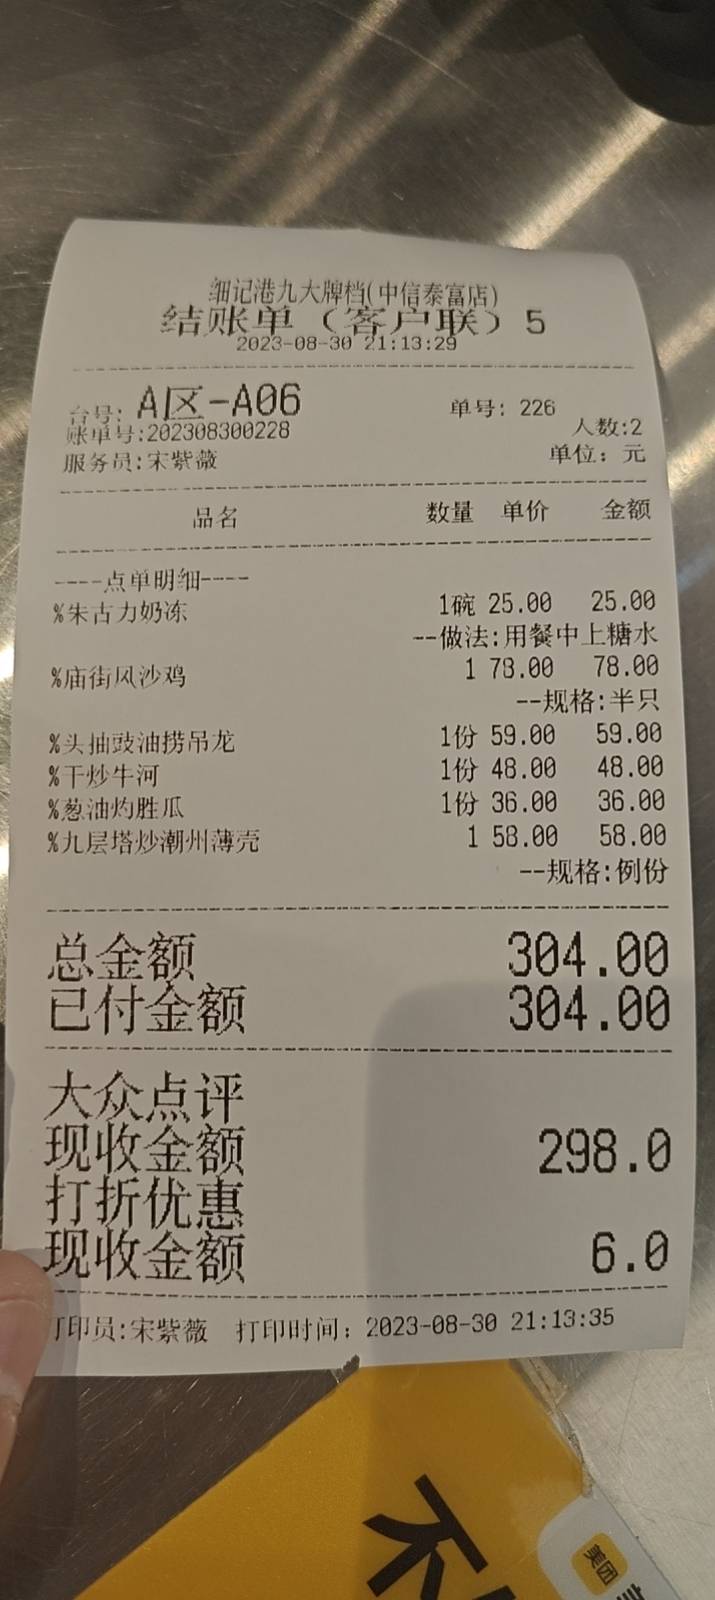 细记港九大牌档(中信泰富店)
结账单（客户联）5
2023-08-30 21:13:29
台号: A区-A06 单号: 226
账单号:202308300228 人数:2
服务员:宋紫薇 单位: 元
品名 数量 单价 金额
----点单明细----
%朱古力奶冻 1碗 25.00 25.00
--做法:用餐中上糖水
%庙街风沙鸡 1 78.00 78.00
--规格:半只
%头抽豉油捞吊龙 1份 59.00 59.00
%干炒牛河 1份 48.00 48.00
%葱油灼胜瓜 1份 36.00 36.00
%九层塔炒潮州薄壳 1 58.00 58.00
--规格:例份
总金额 304.00
已付金额 304.00
大众点评
现收金额 298.0
打折优惠
现收金额 6.0
打印员:宋紫薇 打印时间: 2023-08-30 21:13:35
不
美团